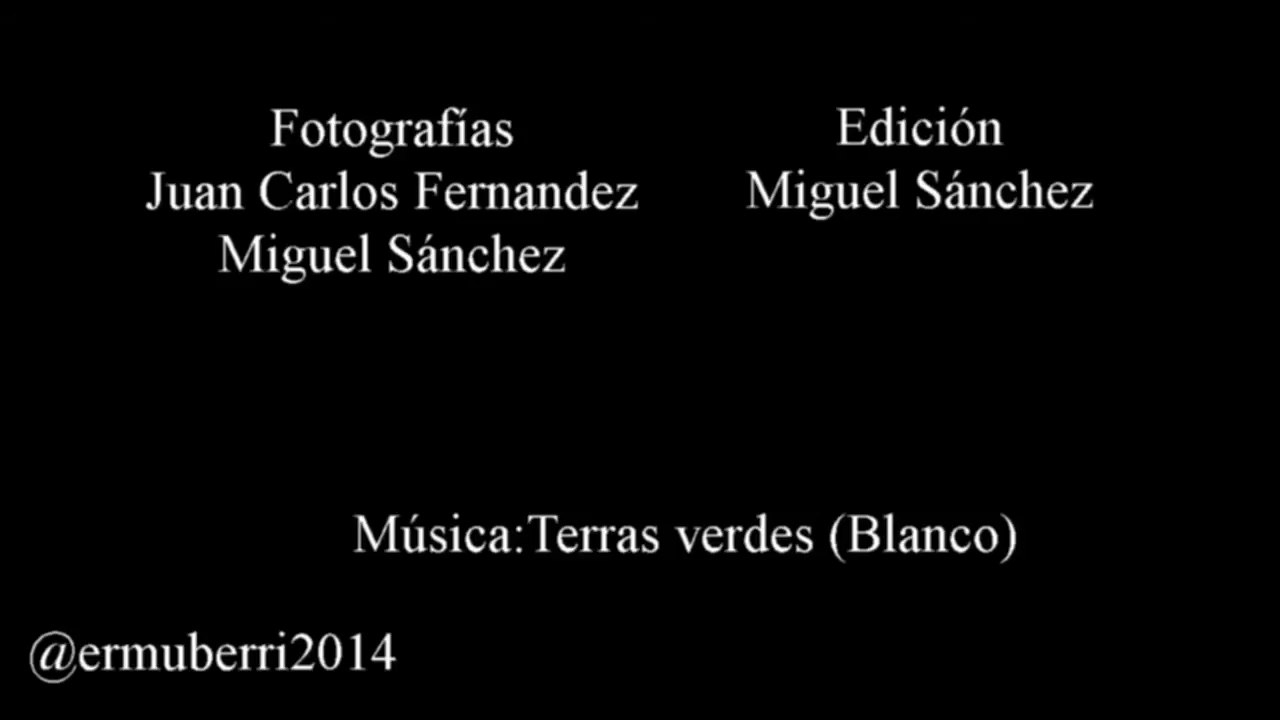 Fotografías
Juan Carlos Fernandez
Miguel Sánchez
Edición
Miguel Sánchez
Música:Terras verdes (Blanco)
@ermuberri2014